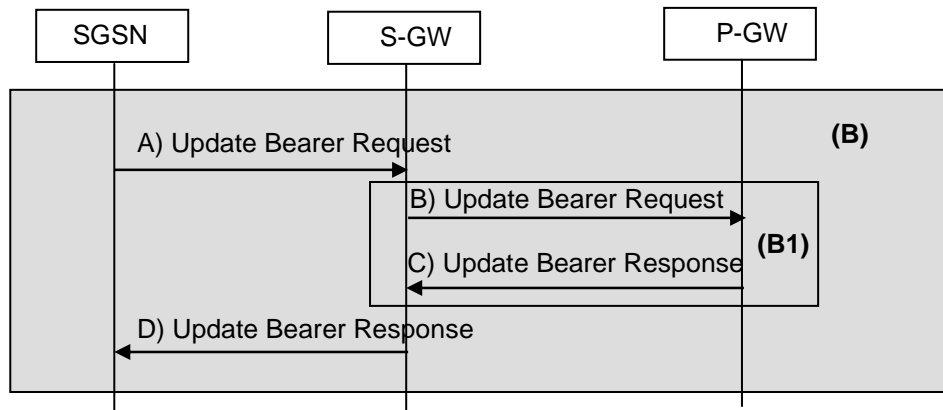 SGSN
S-GW
P-GW
(B)
A) Update Bearer Request
B) Update Bearer Request
(B1)
C) Update Bearer Response
D) Update Bearer Response